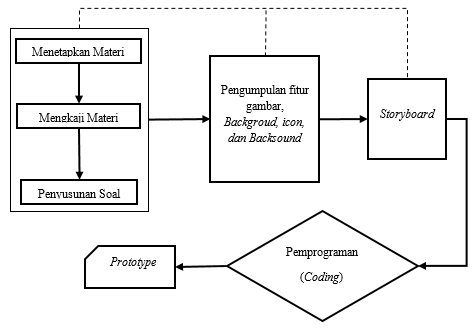 Menetapkan Materi
Mengkaji Materi
Penyusunan Soal
Pengumpulan fitur
gambar,
Backgroud, icon,
dan Backsound
Storyboard
Pemprograman
(Coding)
Prototype